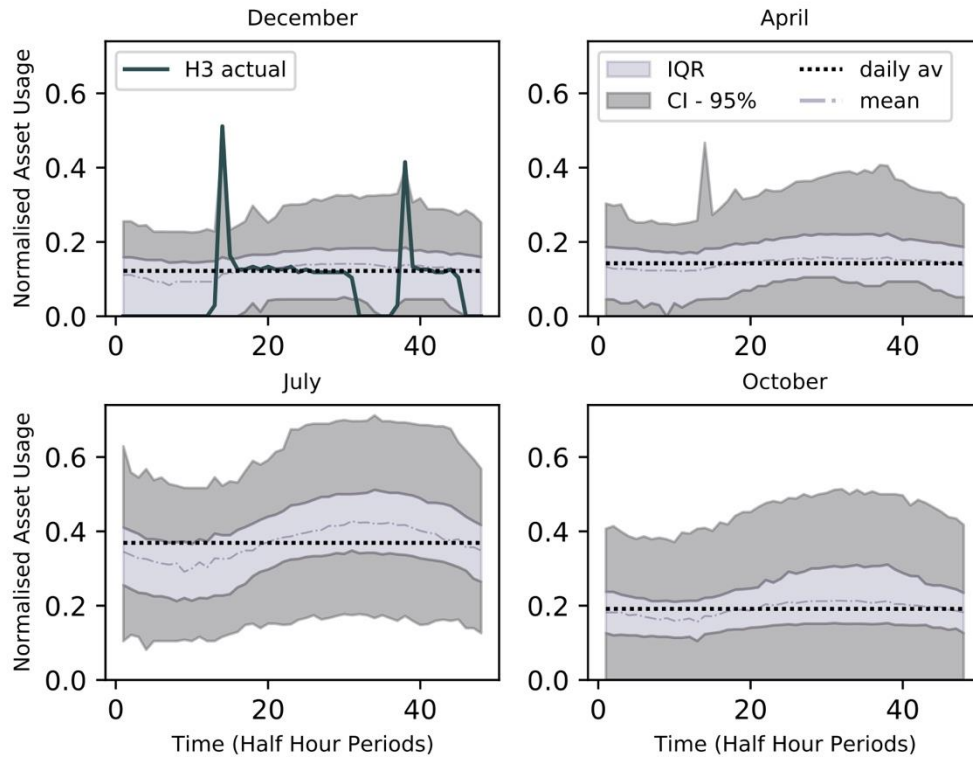 December
April
Normalised Asset Usage
H3 actual
IQR
CI - 95%
daily av
mean
0.6
0.4
0.2
0.0
0
20
40
0.6
0.4
0.2
0.0
0
20
40
July
October
Normalised Asset Usage
0.6
0.4
0.2
0.0
0
20
40
Time (Half Hour Periods)
0.6
0.4
0.2
0.0
0
20
40
Time (Half Hour Periods)